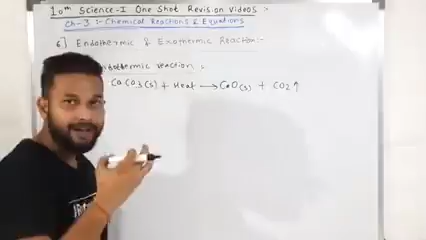 10th Science-I One Shot Revision Videos :-
Ch-3 :- Chemical Reactions & Equations
6] Endothermic & Exothermic Reaction:-
Endothermic reaction :-
CaCO3(s) + Heat → CaO(s) + CO2↑